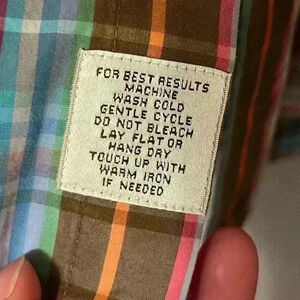 FOR BEST RESULTS
MACHINE
WASH COLD
GENTLE CYCLE
DO NOT BLEACH
LAY FLAT OR
HANG DRY
TOUCH UP WITH
WARM IRON
IF NEEDED